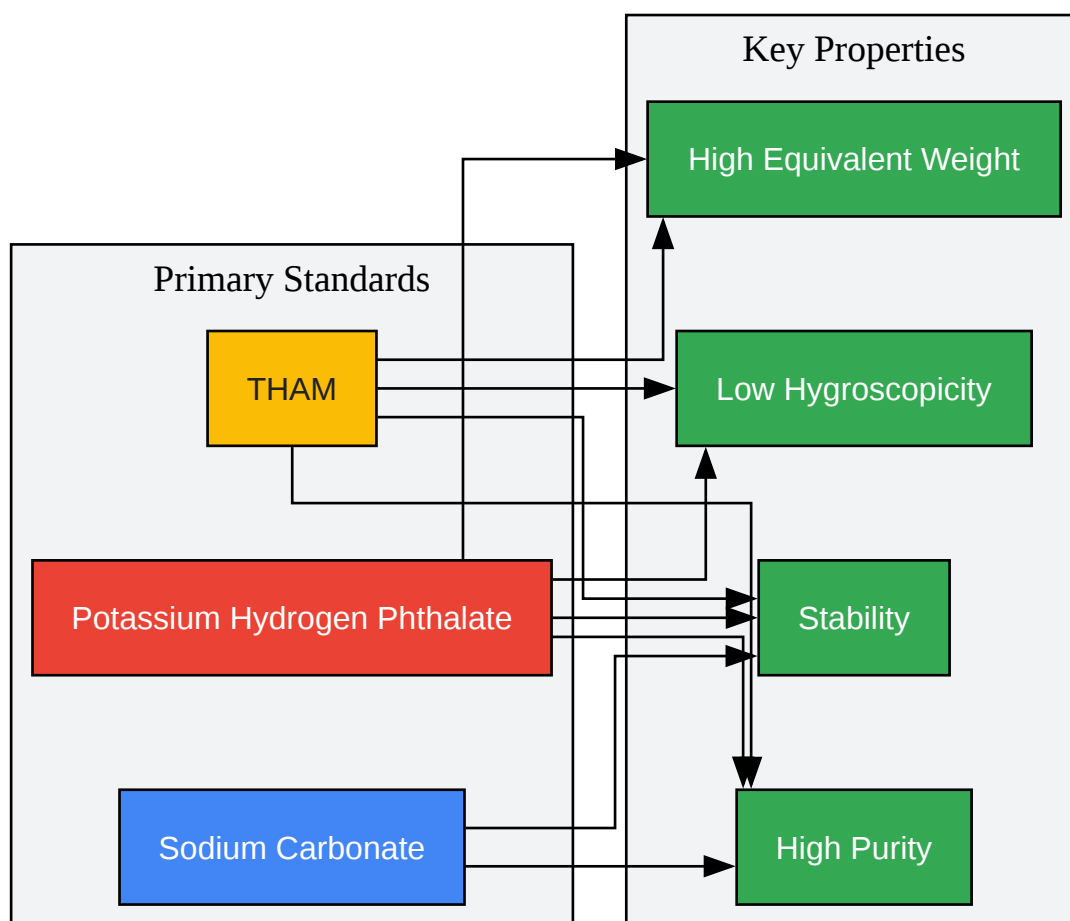 Key Properties
High Equivalent Weight
Primary Standards
THAM
Low Hygroscopicity
Potassium Hydrogen Phthalate
Stability
Sodium Carbonate
High Purity